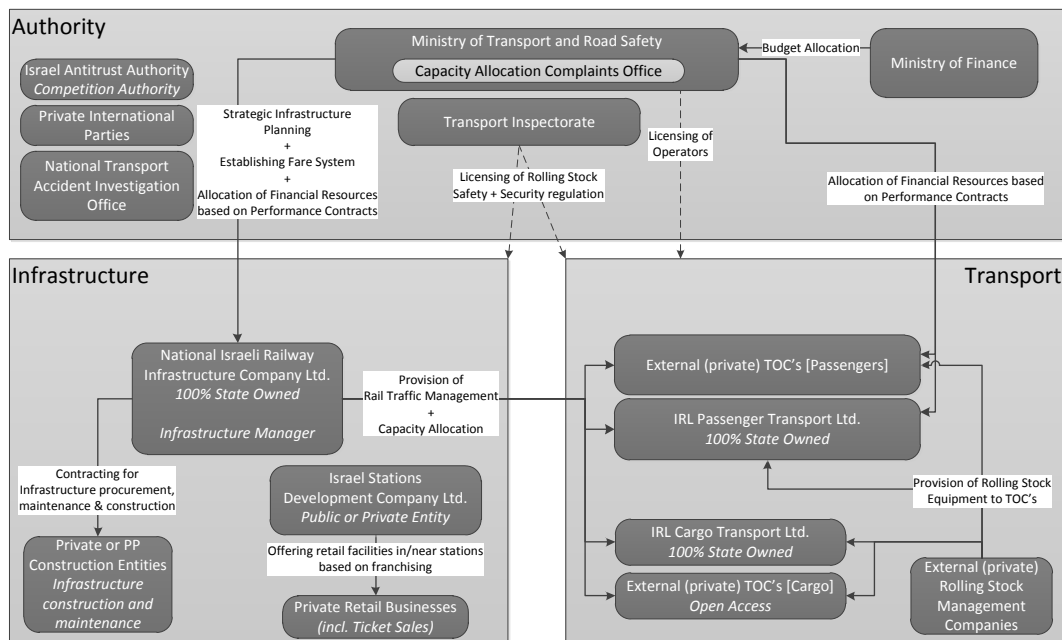 Authority
Ministry of Transport and Road Safety
Capacity Allocation Complaints Office
Budget Allocation
Ministry of Finance
Israel Antitrust Authority
Competition Authority
Private International
Parties
National Transport
Accident Investigation
Office
Strategic Infrastructure
Planning
+
Establishing Fare System
+
Allocation of Financial Resources
based on Performance Contracts
Transport Inspectorate
Licensing of Rolling Stock
Safety + Security regulation
Licensing of
Operators
Allocation of Financial Resources based
on Performance Contracts
Infrastructure
National Israeli Railway
Infrastructure Company Ltd.
100% State Owned
Infrastructure Manager
Provision of
Rail Traffic Management
+
Capacity Allocation
Contracting for
Infrastructure procurement,
maintenance & construction
Private or PP
Construction Entities
Infrastructure
construction and
maintenance
Israel Stations
Development Company Ltd.
Public or Private Entity
Offering retail facilities in/near stations
based on franchising
Private Retail Businesses
(incl. Ticket Sales)
Transport
External (private) TOC's [Passengers]
IRL Passenger Transport Ltd.
100% State Owned
Provision of Rolling Stock
Equipment to TOC's
IRL Cargo Transport Ltd.
100% State Owned
External (private) TOC's [Cargo]
Open Access
External (private)
Rolling Stock
Management
Companies